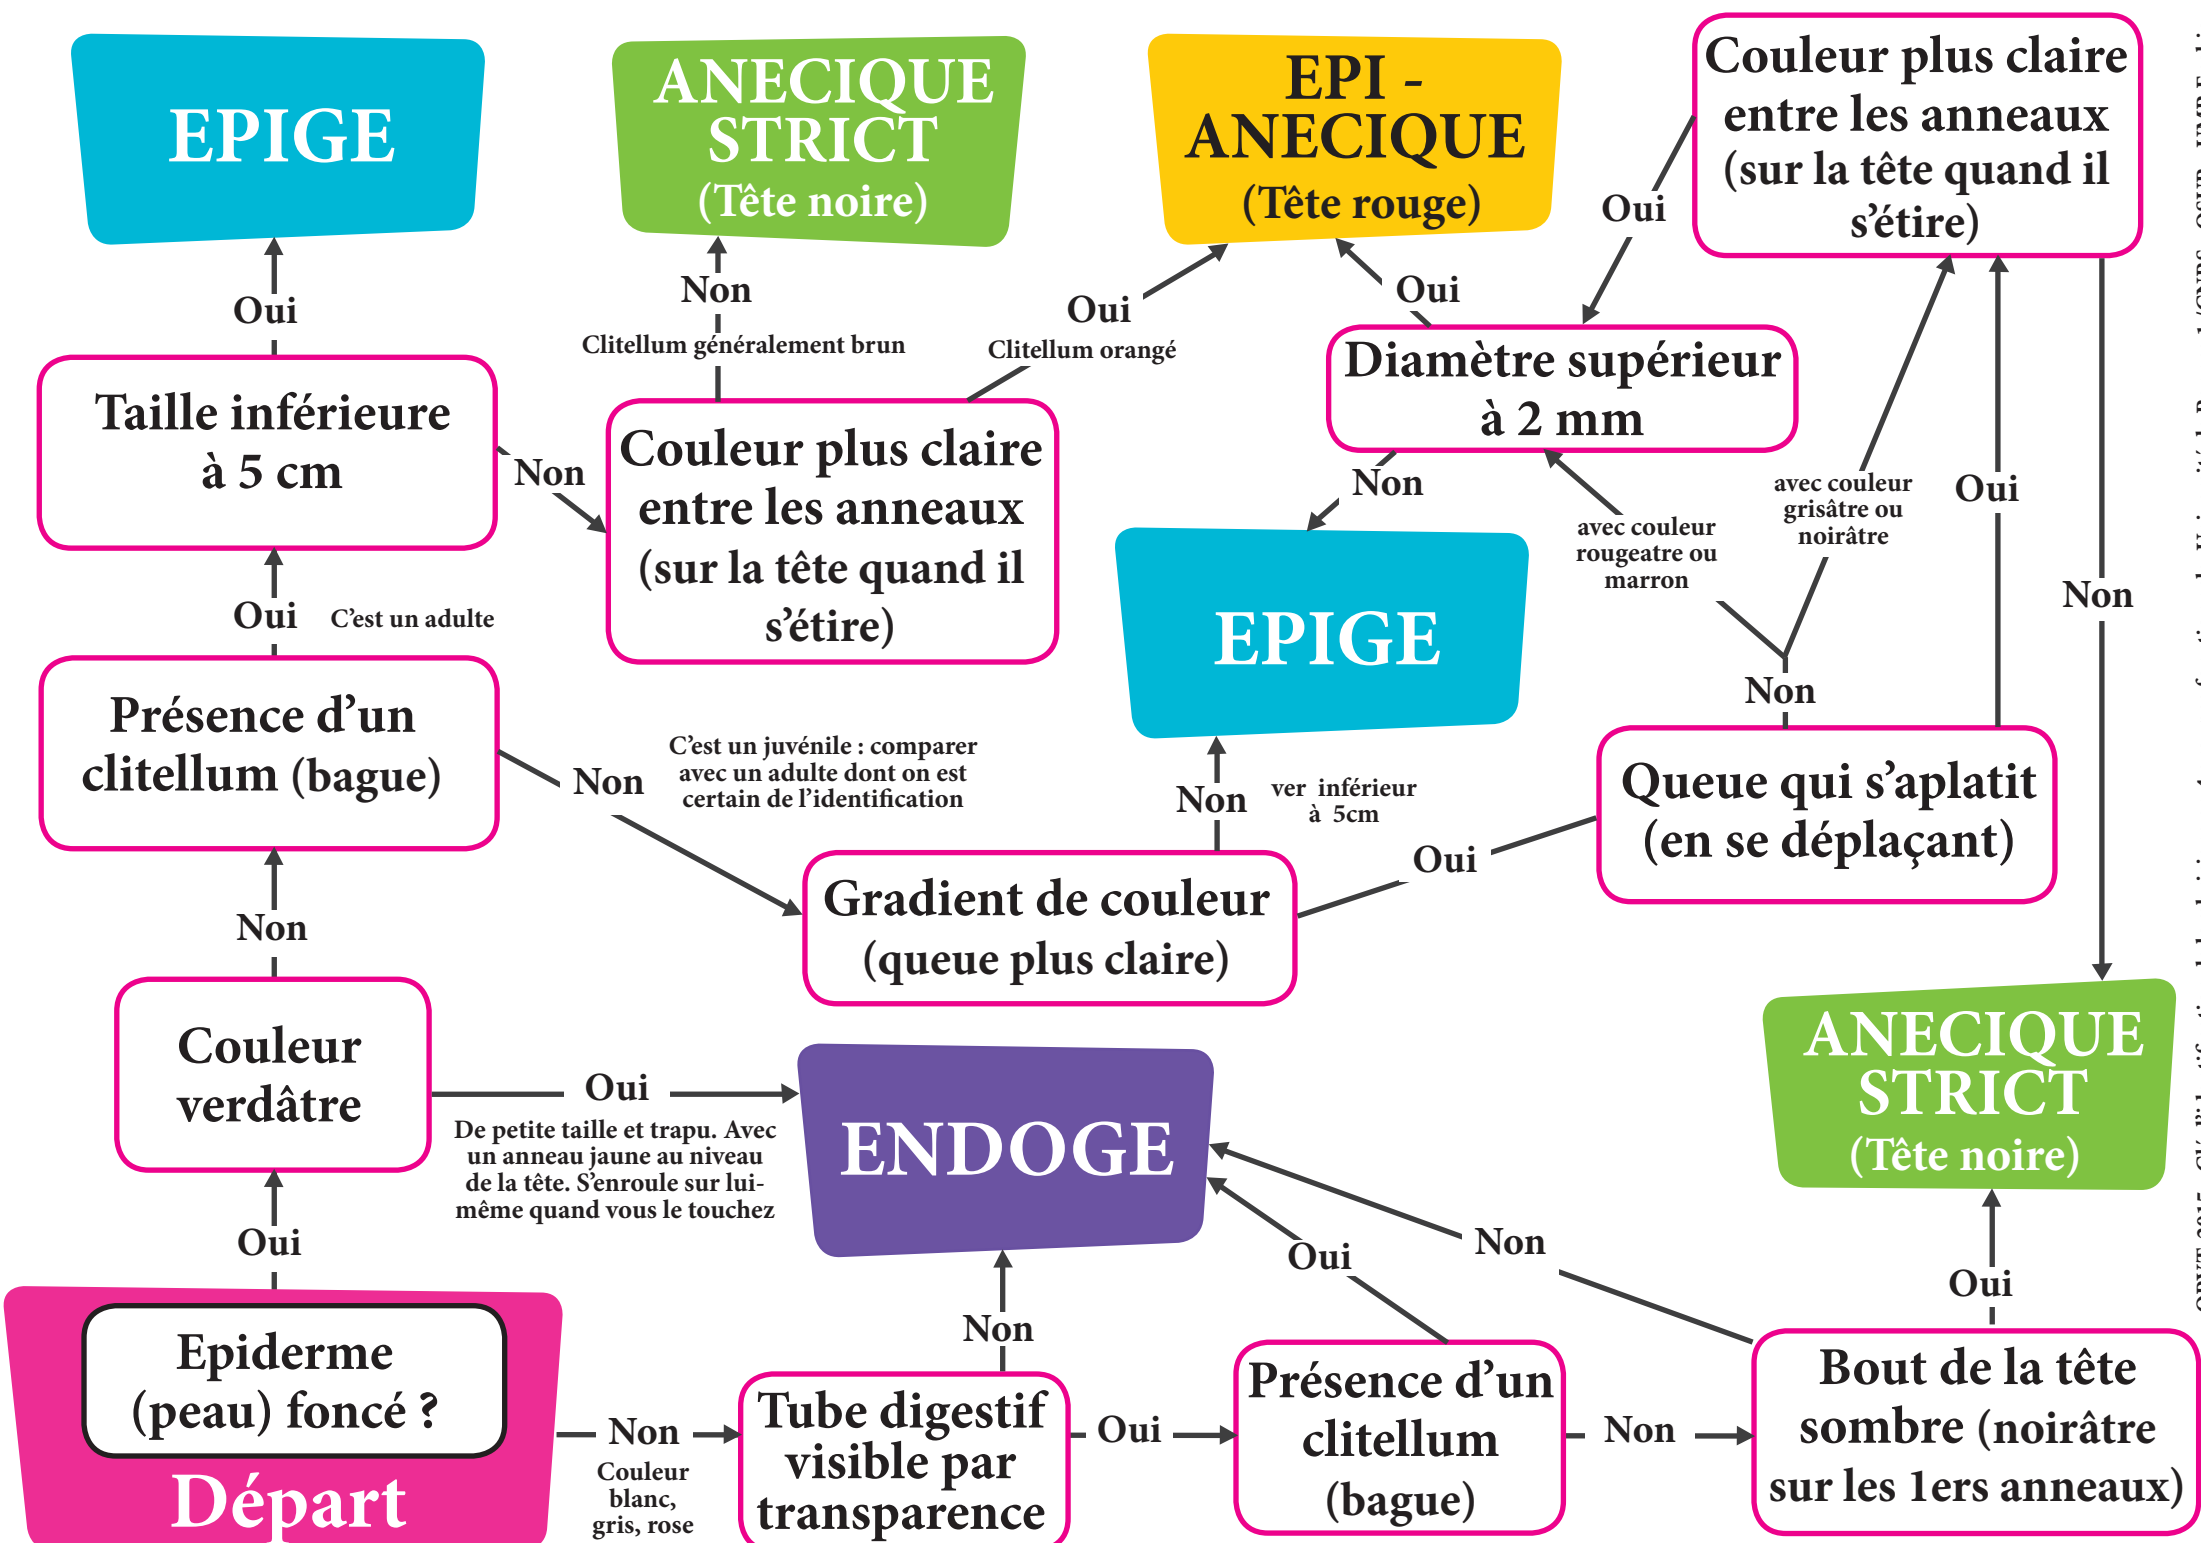 EPIGE
ANECIQUE
STRICT
(Tête noire)
EPI -
ANECIQUE
(Tête rouge)
Couleur plus claire
entre les anneaux
(sur la tête quand il
s'étire)
Oui
Non
Clitellum généralement brun
Oui
Clitellum orangé
Oui
Oui
Taille inférieure
à 5 cm
Non
Couleur plus claire
entre les anneaux
(sur la tête quand il
s'étire)
Diamètre supérieur
à 2 mm
Non
avec couleur
rougeatre ou
marron
avec couleur
grisâtre ou
noirâtre
Oui
Non
Oui
C'est un adulte
EPIGE
Non
Présence d'un
clitellum (bague)
Non
C'est un juvénile : comparer
avec un adulte dont on est
certain de l'identification
Non
ver inférieur
à 5cm
Queue qui s'aplatit
(en se déplaçant)
Oui
Gradient de couleur
(queue plus claire)
Non
Couleur
verdâtre
Oui
De petite taille et trapu. Avec
un anneau jaune au niveau
de la tête. S'enroule sur lui-
même quand vous le touchez
ENDOGE
ANECIQUE
STRICT
(Tête noire)
Oui
Non
Oui
Non
Oui
Epiderme
(peau) foncé ?
Départ
Non
Couleur
blanc,
gris, rose
Tube digestif
visible par
transparence
Oui
Présence d'un
clitellum
(bague)
Non
Bout de la tête
sombre (noirâtre
sur les 1ers anneaux)